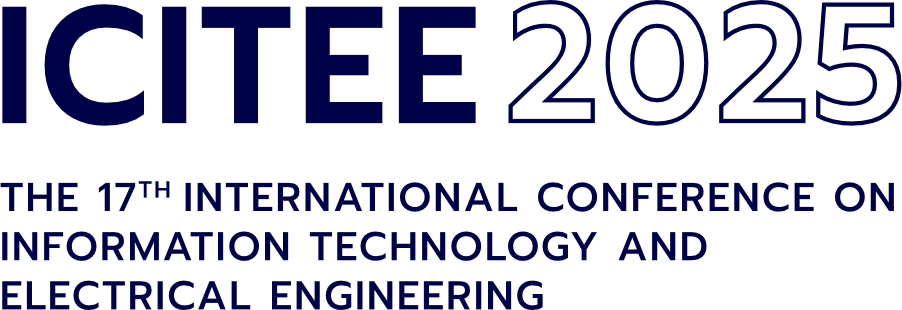 ICITEE 2025
THE 17TH INTERNATIONAL CONFERENCE ON
INFORMATION TECHNOLOGY AND
ELECTRICAL ENGINEERING